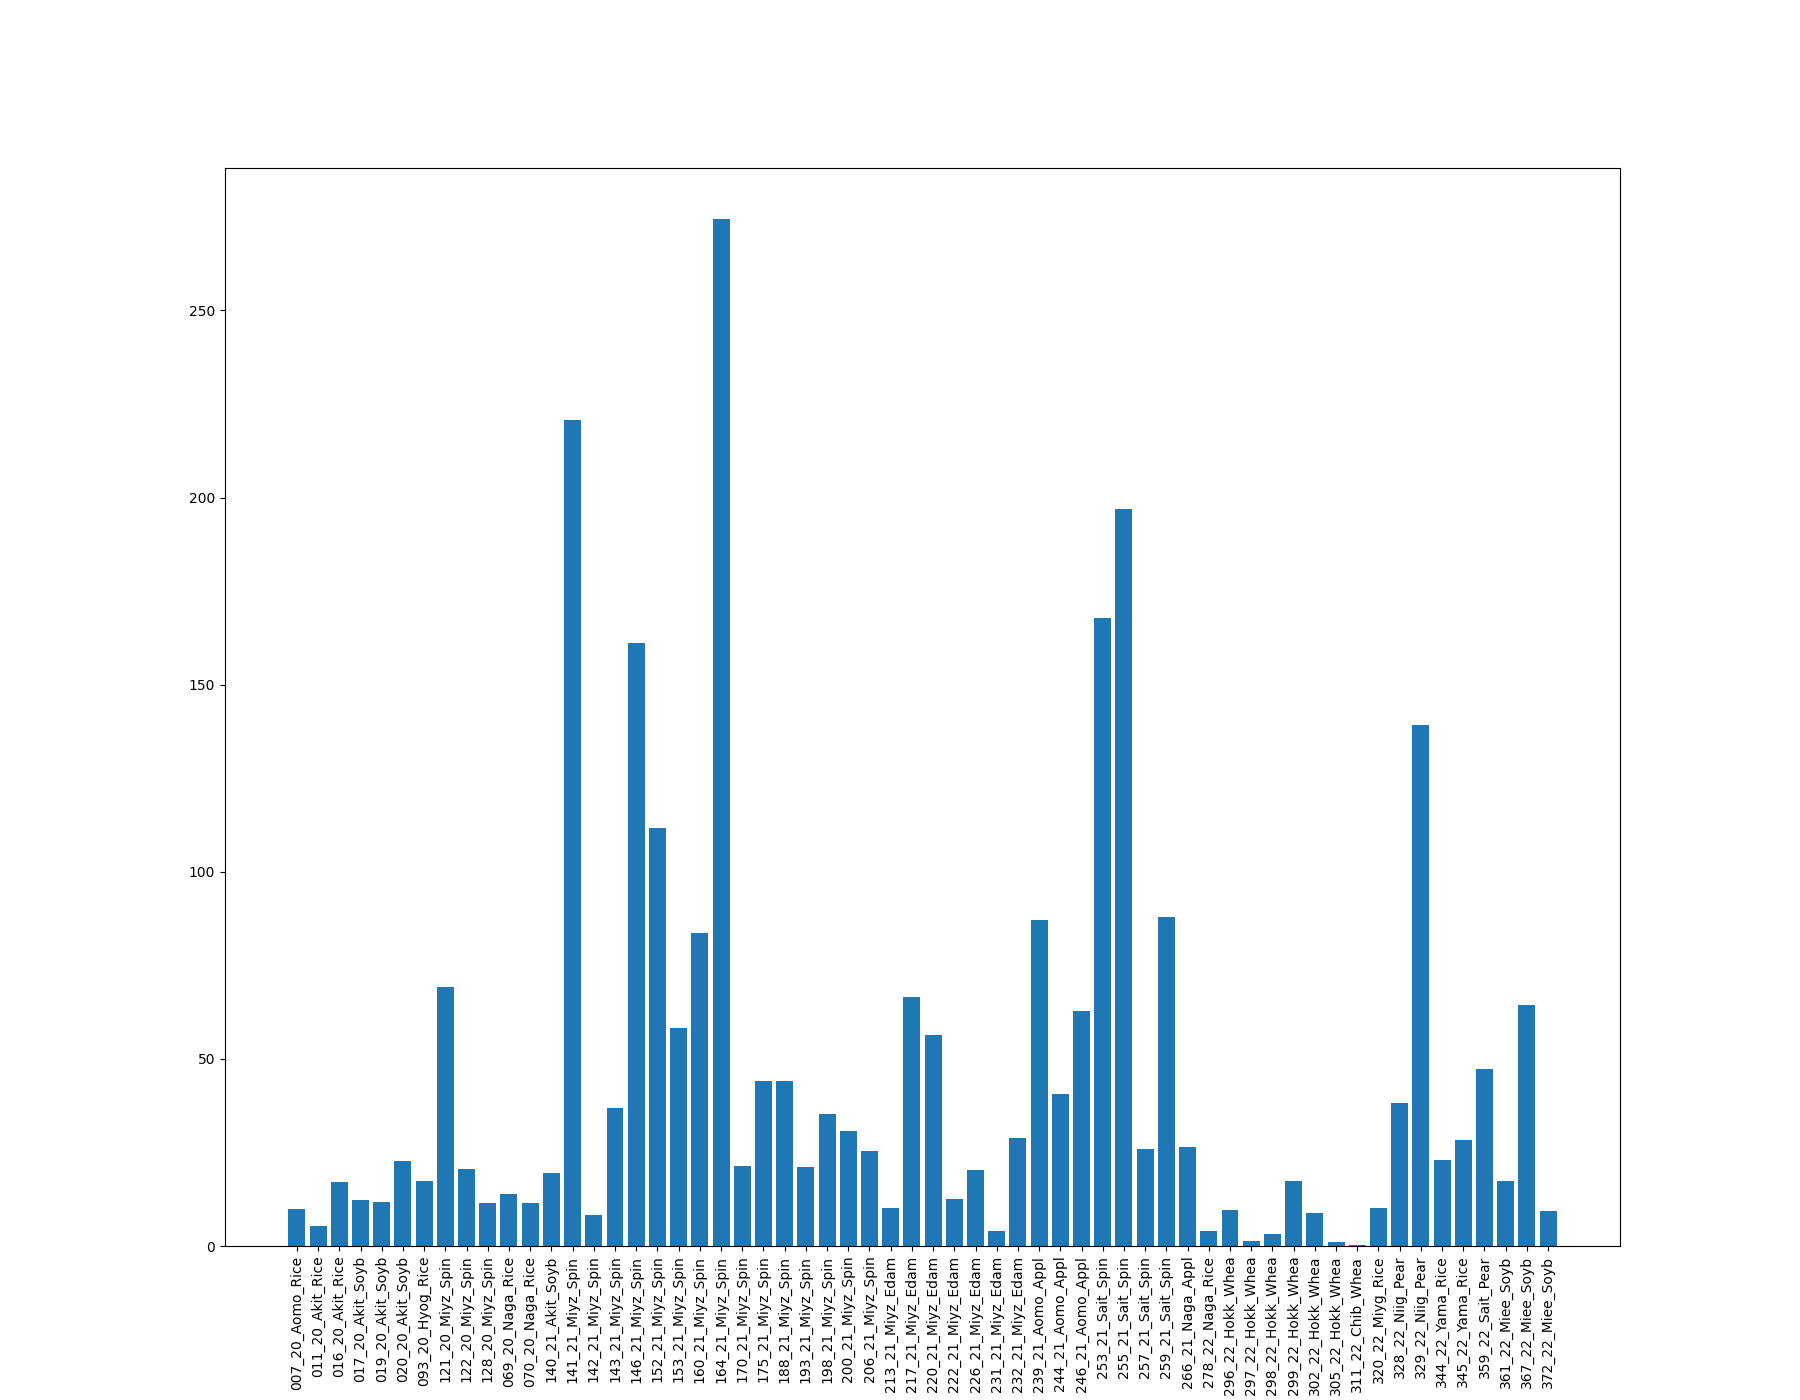 250
200
150
100
50
0
007_20_Aomo_Rice
011_20_Akit_Rice
016_20_Akit_Rice
017_20_Akit_Soyb
019_20_Akit_Soyb
020_20_Akit_Soyb
093_20_Hyog_Rice
121_20_Miyz_Spin
122_20_Miyz_Spin
128_20_Miyz_Spin
069_20_Naga_Rice
070_20_Naga_Rice
140_21_Akit_Soyb
141_21_Miyz_Spin
142_21_Miyz_Spin
143_21_Miyz_Spin
146_21_Miyz_Spin
152_21_Miyz_Spin
153_21_Miyz_Spin
160_21_Miyz_Spin
164_21_Miyz_Spin
170_21_Miyz_Spin
175_21_Miyz_Spin
188_21_Miyz_Spin
193_21_Miyz_Spin
198_21_Miyz_Spin
200_21_Miyz_Spin
206_21_Miyz_Spin
213_21_Miyz_Edam
217_21_Miyz_Edam
220_21_Miyz_Edam
222_21_Miyz_Edam
226_21_Miyz_Edam
231_21_Miyz_Edam
232_21_Miyz_Edam
239_21_Aomo_Appl
244_21_Aomo_Appl
246_21_Aomo_Appl
253_21_Sait_Spin
255_21_Sait_Spin
257_21_Sait_Spin
259_21_Sait_Spin
266_21_Naga_Appl
278_22_Naga_Rice
296_22_Hokk_Whea
297_22_Hokk_Whea
298_22_Hokk_Whea
299_22_Hokk_Whea
302_22_Hokk_Whea
305_22_Hokk_Whea
311_22_Chib_Whea
320_22_Miyg_Rice
328_22_Niig_Pear
329_22_Niig_Pear
344_22_Yama_Rice
345_22_Yama_Rice
359_22_Sait_Pear
361_22_Miee_Soyb
367_22_Miee_Soyb
372_22_Miee_Soyb